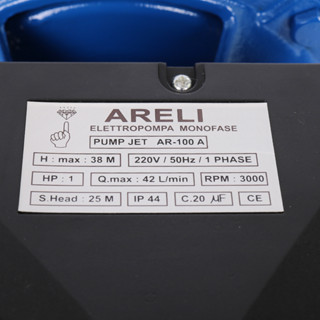 ARELI
ELETTROPOMPA MONOFASE
PUMP JET AR-100 A
H : max : 38 M 220V / 50Hz / 1 PHASE
HP : 1 Q.max : 42 L/min RPM : 3000
S.Head : 25 M IP 44 C.20 µF CE